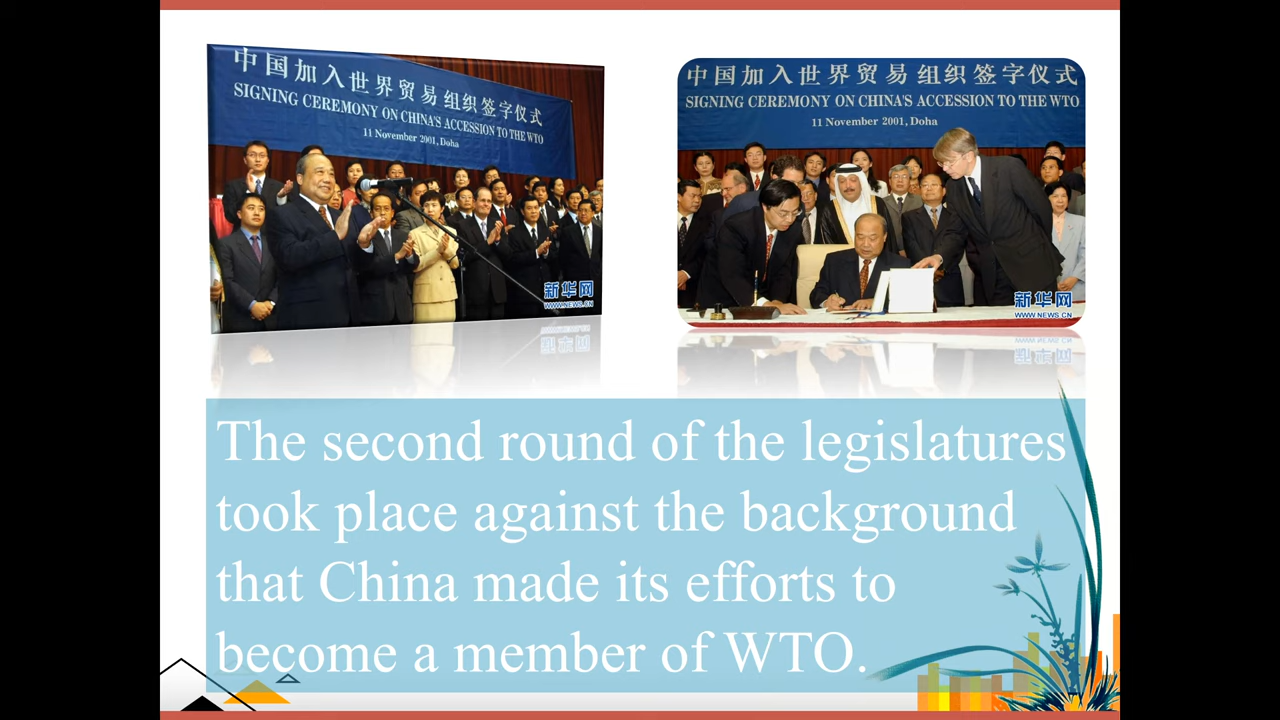 中国加入世界贸易组织签字仪式
SIGNING CEREMONY ON CHINA'S ACCESSION TO THE WTO
11 November 2001, Doha
新华网
WWW.NEWS.CN
中国加入世界贸易组织签字仪式
SIGNING CEREMONY ON CHINA'S ACCESSION TO THE WTO
11 November 2001, Doha
新华网
WWW.NEWS.CN
The second round of the legislatures
took place against the background
that China made its efforts to
become a member of WTO.